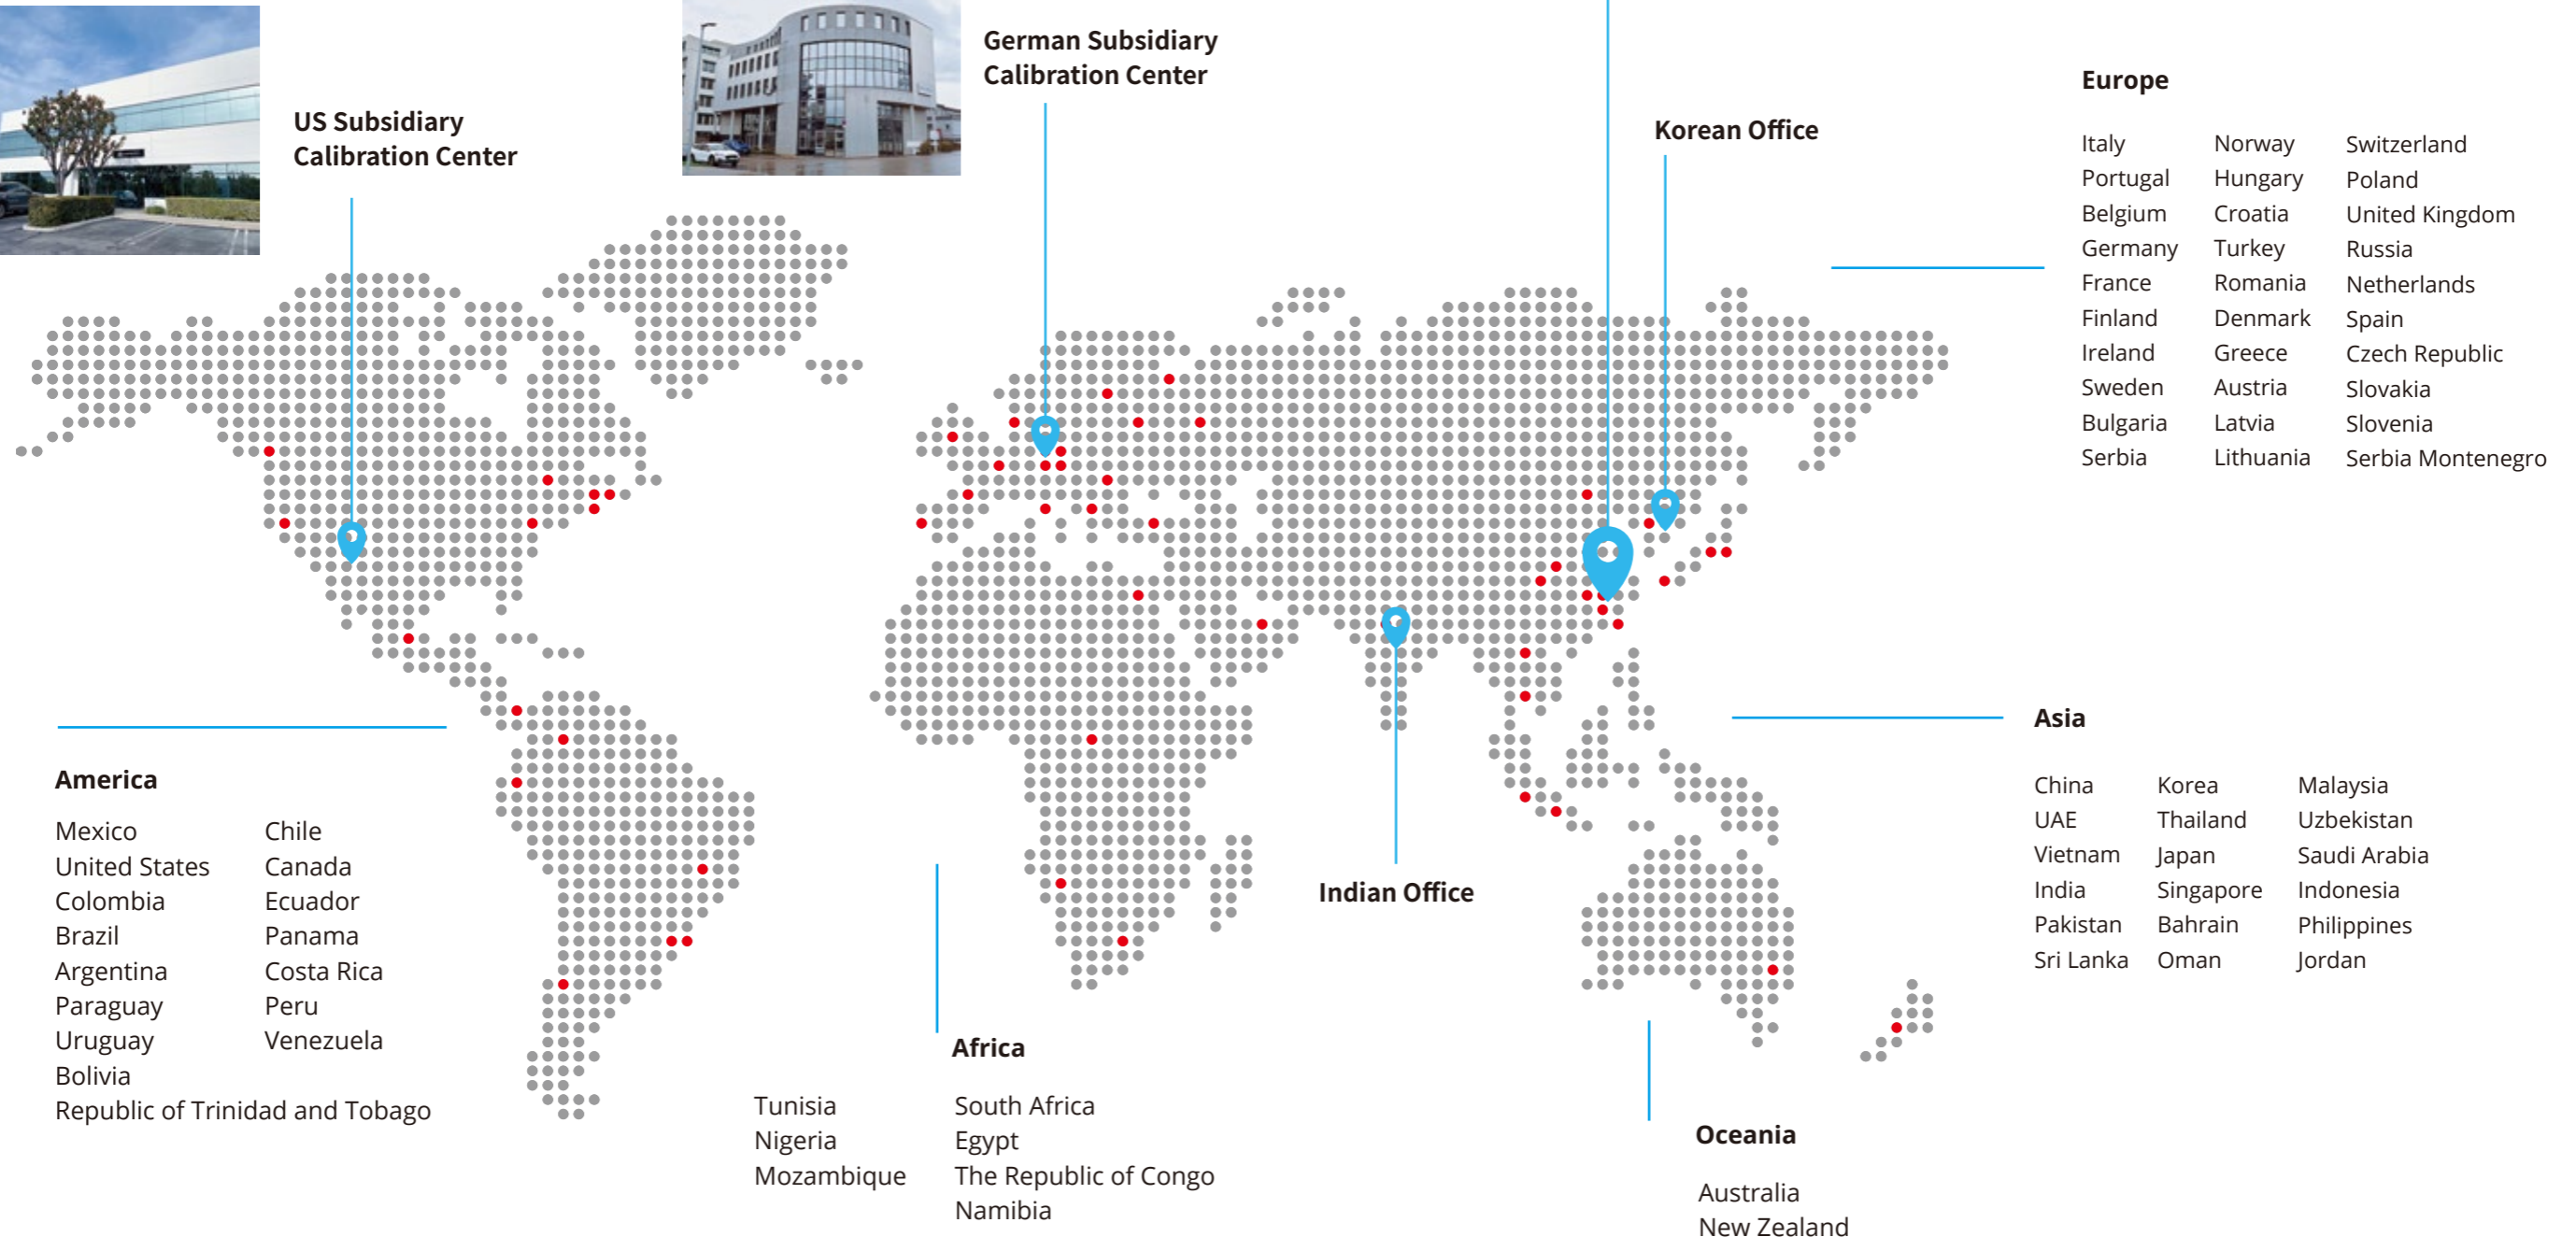 US Subsidiary
Calibration Center
German Subsidiary
Calibration Center
Korean Office
Indian Office
Europe
Italy
Portugal
Belgium
Germany
France
Finland
Ireland
Sweden
Bulgaria
Serbia
Norway
Hungary
Croatia
Turkey
Romania
Denmark
Greece
Austria
Latvia
Lithuania
Switzerland
Poland
United Kingdom
Russia
Netherlands
Spain
Czech Republic
Slovakia
Slovenia
Serbia Montenegro
Asia
China
UAE
Vietnam
India
Pakistan
Sri Lanka
Korea
Thailand
Japan
Singapore
Bahrain
Oman
Malaysia
Uzbekistan
Saudi Arabia
Indonesia
Philippines
Jordan
America
Mexico
United States
Colombia
Brazil
Argentina
Paraguay
Uruguay
Bolivia
Republic of Trinidad and Tobago
Chile
Canada
Ecuador
Panama
Costa Rica
Peru
Venezuela
Africa
Tunisia
Nigeria
Mozambique
South Africa
Egypt
The Republic of Congo
Namibia
Oceania
Australia
New Zealand